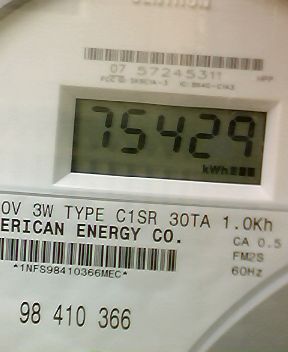 07 57245311
75429
kWh
0V 3W TYPE C1SR 30TA 1.0Kh
ERICAN ENERGY CO.
CA 0.5
*1NFS98410366MEC*
FM2S
60Hz
98 410 366